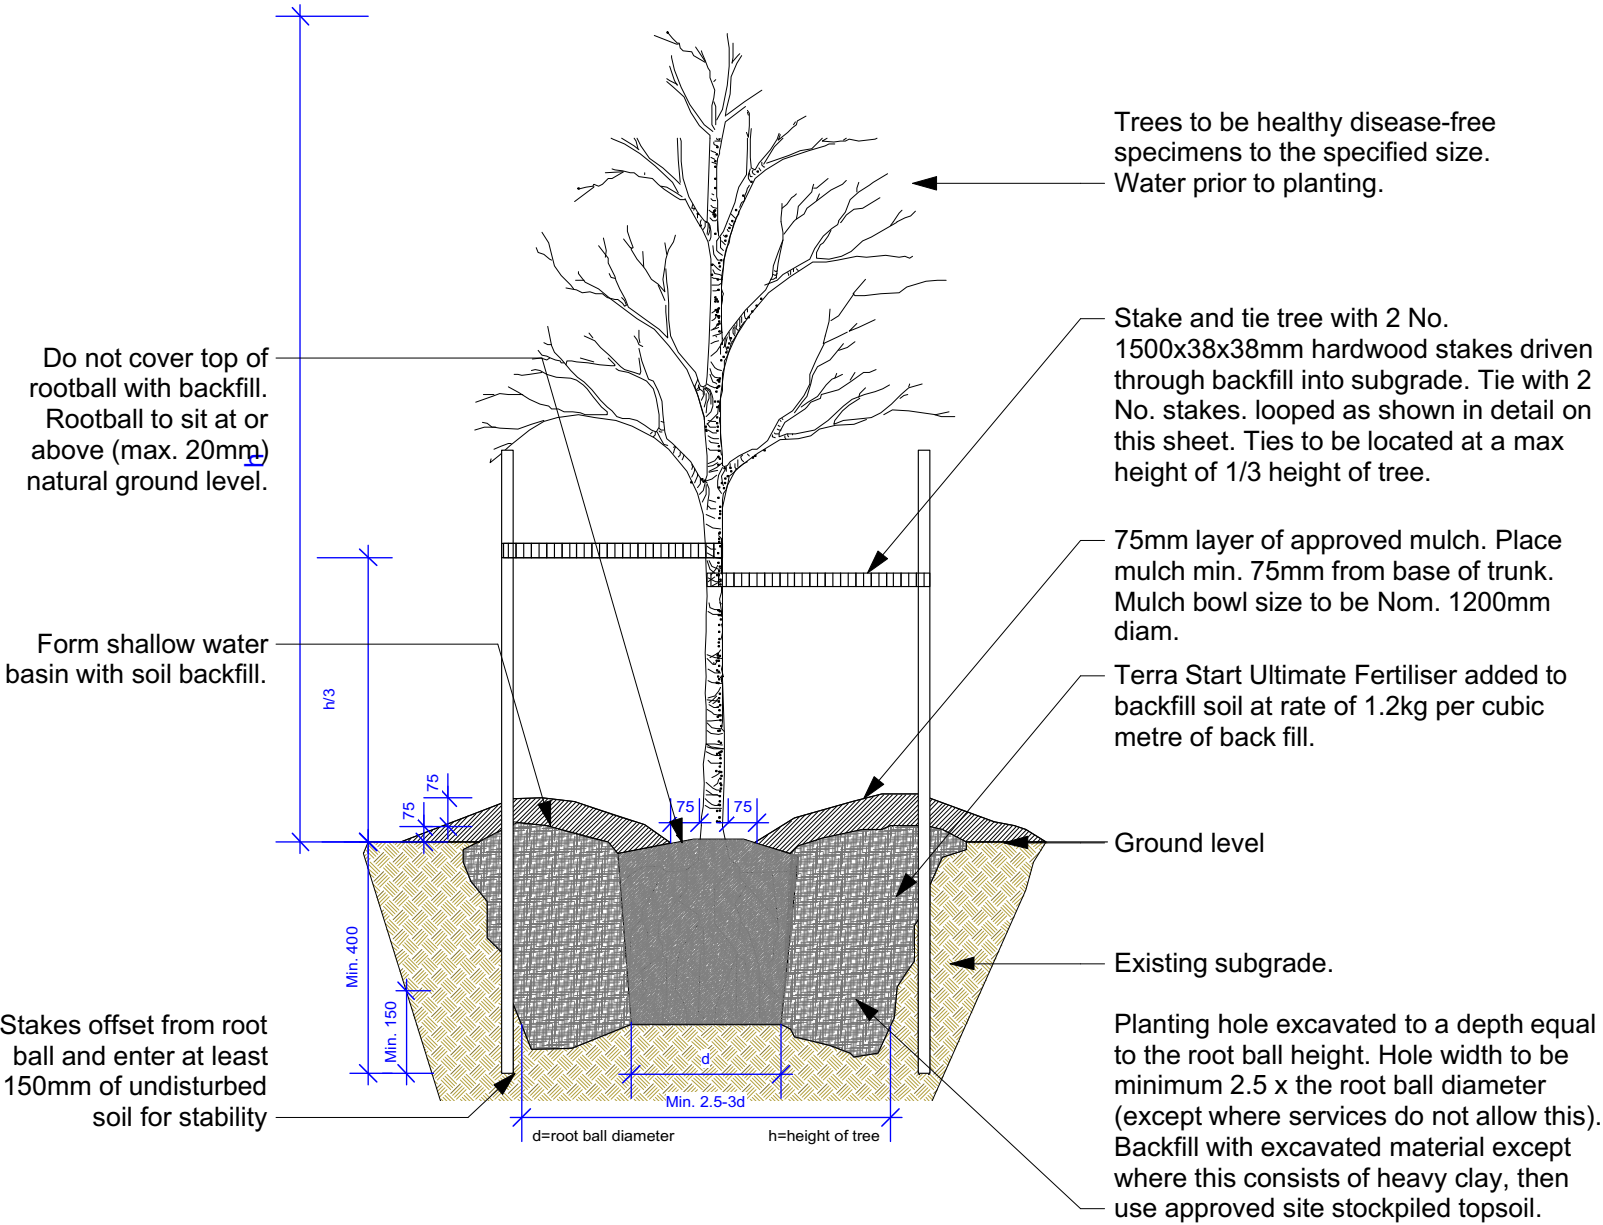 Trees to be healthy disease-free
specimens to the specified size.
Water prior to planting.
Stake and tie tree with 2 No.
1500x38x38mm hardwood stakes driven
through backfill into subgrade. Tie with 2
No. stakes. looped as shown in detail on
this sheet. Ties to be located at a max
height of 1/3 height of tree.
Do not cover top of
rootball with backfill.
Rootball to sit at or
above (max. 20mm)
natural ground level.
h
75mm layer of approved mulch. Place
mulch min. 75mm from base of trunk.
Mulch bowl size to be Nom. 1200mm
diam.
Form shallow water
basin with soil backfill.
h/3
Terra Start Ultimate Fertiliser added to
backfill soil at rate of 1.2kg per cubic
metre of back fill.
75
75
75
75
Ground level
Min. 400
Existing subgrade.
Min. 150
Stakes offset from root
ball and enter at least
150mm of undisturbed
soil for stability
Planting hole excavated to a depth equal
to the root ball height. Hole width to be
minimum 2.5 x the root ball diameter
(except where services do not allow this).
Backfill with excavated material except
where this consists of heavy clay, then
use approved site stockpiled topsoil.
d
Min. 2.5-3d
d=root ball diameter
h=height of tree